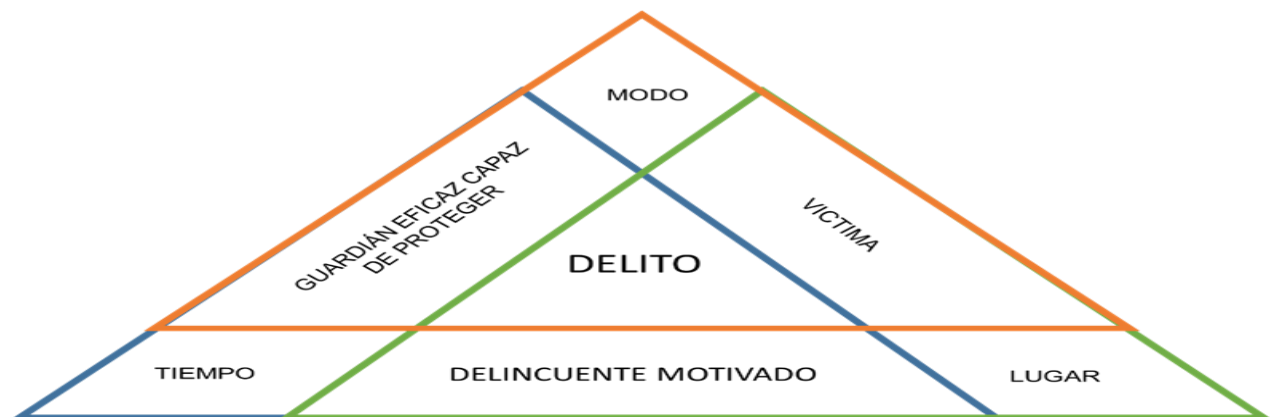 MODO
GUARDIÁN EFICAZ CAPAZ
DE PROTEGER
VICTIMA
DELITO
TIEMPO
DELINCUENTE MOTIVADO
LUGAR